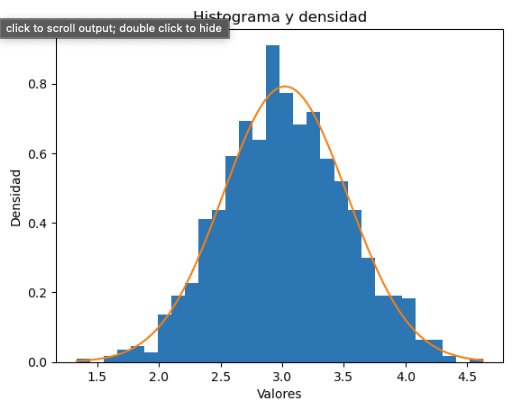 Histograma y densidad
click to scroll output; double click to hide
Densidad
0.8
0.6
0.4
0.2
0.0
1.5 2.0 2.5 3.0 3.5 4.0 4.5
Valores